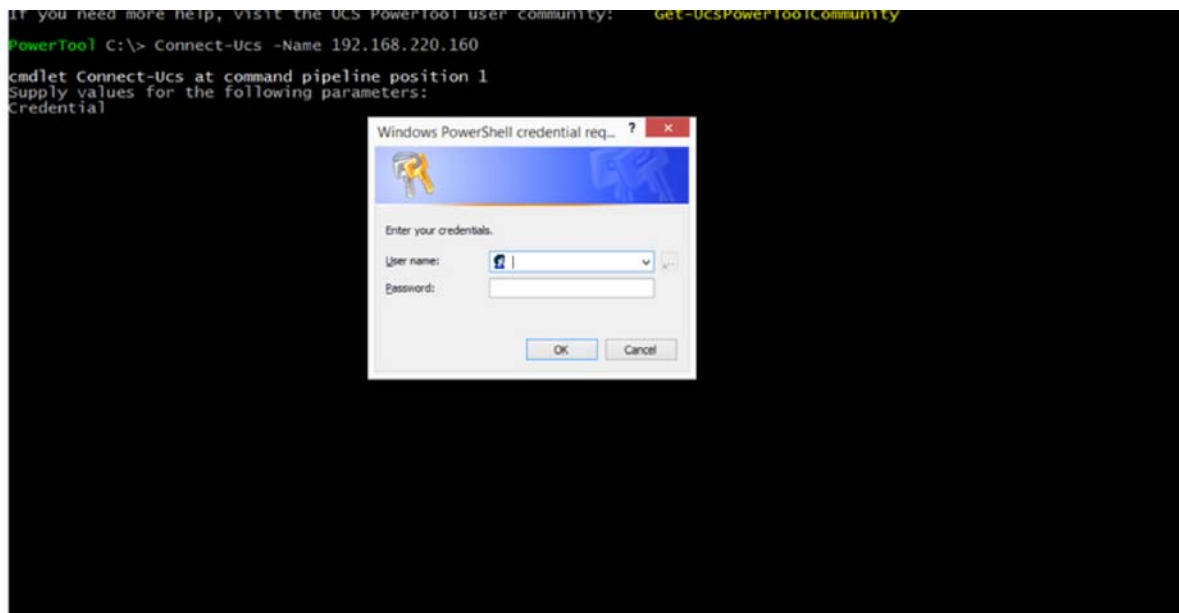 If you need more help, visit the UCS PowerTool user community: Get-UcsPowerToolCommunity
PowerTool C:\> Connect-Ucs -Name 192.168.220.160
cmdlet Connect-Ucs at command pipeline position 1
Supply values for the following parameters:
Credential
Windows PowerShell credential req... ?
Enter your credentials.
User name:
Password:
OK Cancel